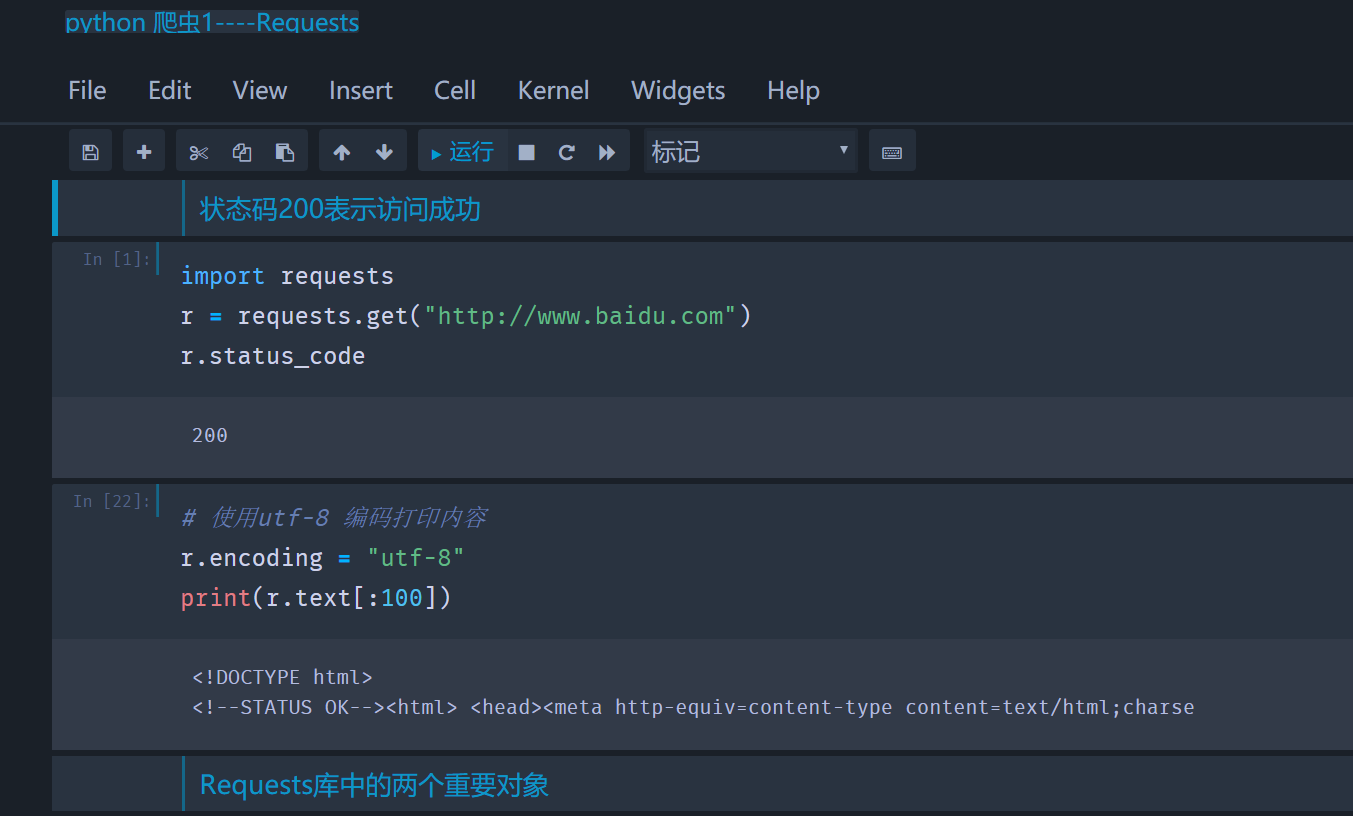 python 爬虫1----Requests
File Edit View Insert Cell Kernel Widgets Help
运行 标记
状态码200表示访问成功
In [1]:
import requests
r = requests.get("http://www.baidu.com")
r.status_code
200
In [22]:
# 使用utf-8 编码打印内容
r.encoding = "utf-8"
print(r.text[:100])
<!DOCTYPE html>
<!--STATUS OK--><html> <head><meta http-equiv=content-type content=text/html;charse
Requests库中的两个重要对象